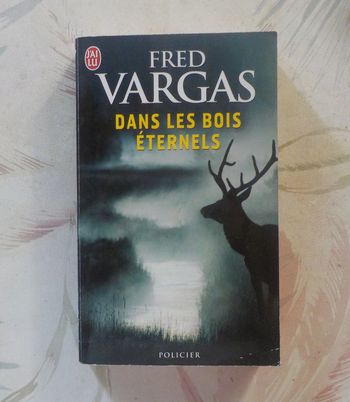 J'AI
LU
FRED
VARGAS
DANS LES BOIS
ÉTERNELS
POLICIER